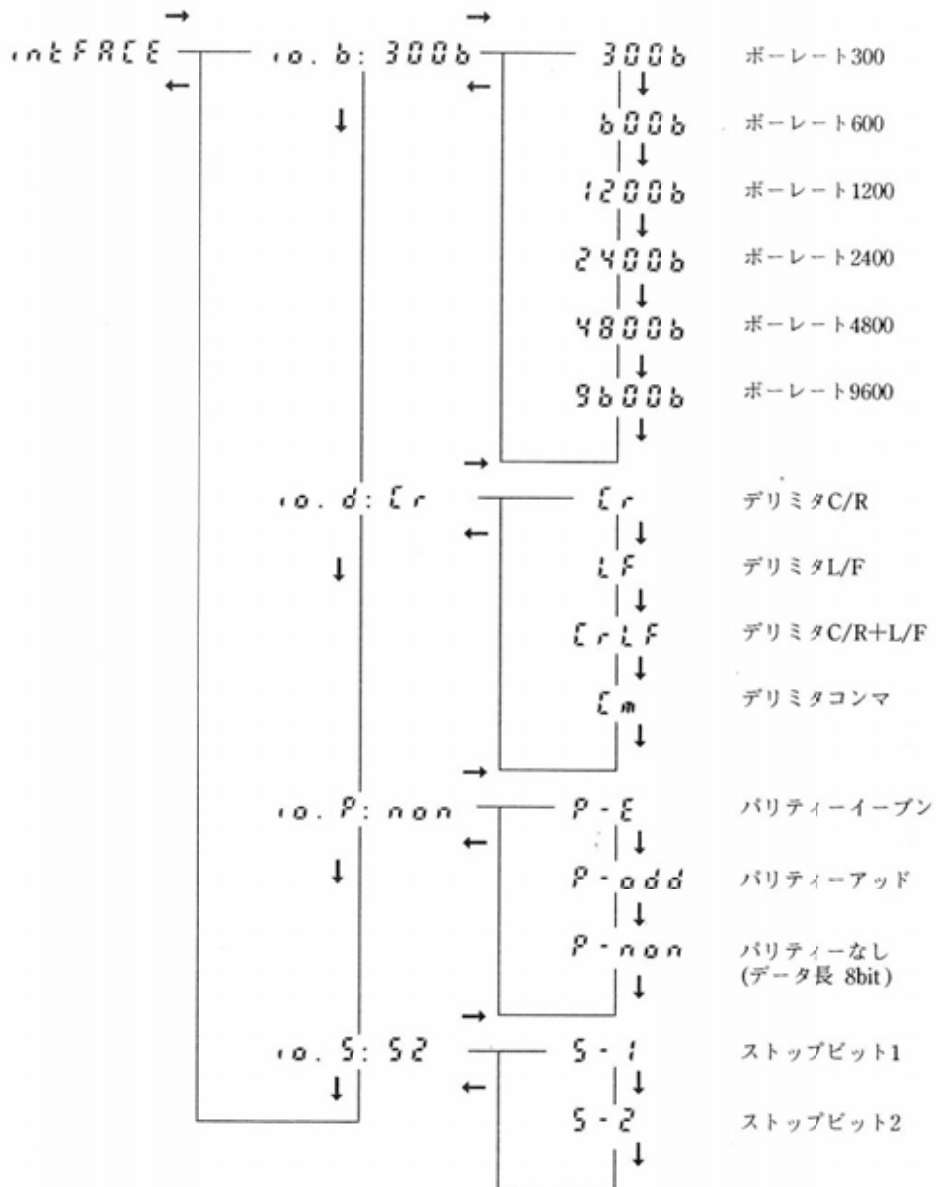 intFACE io. b: 300b 300b ボーレート300
600b ボーレート600
1200b ボーレート1200
2400b ボーレート2400
4800b ボーレート4800
9600b ボーレート9600
io. d: Cr Cr デリミタC/R
LF デリミタL/F
CrLF デリミタC/R+L/F
Cm デリミタコンマ
io. P: non P-E パリティーイーブン
P-odd パリティーアッド
P-non パリティーなし
(データ長 8bit)
io. S: S2 S-1 ストップビット1
S-2 ストップビット2